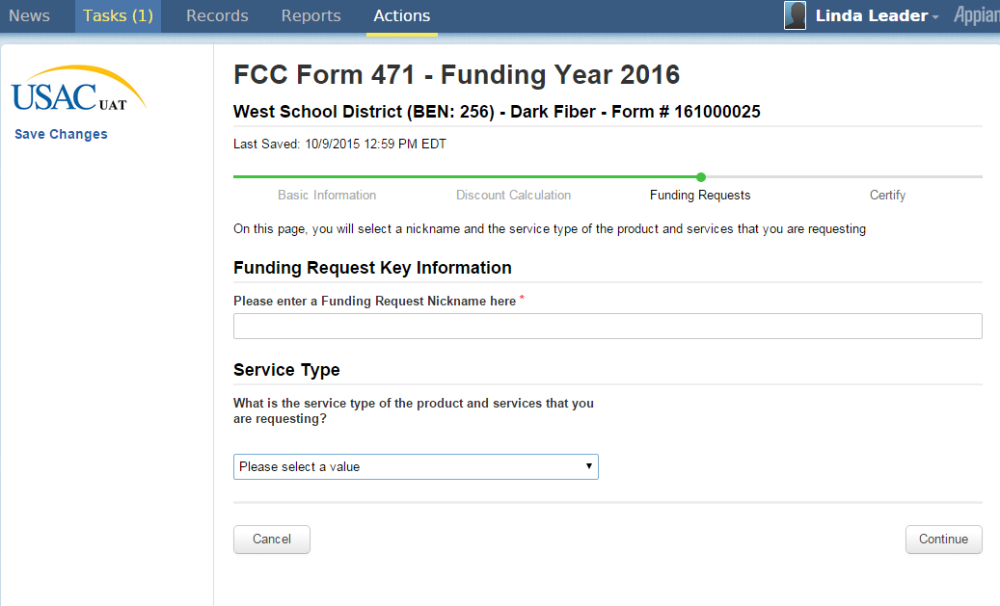 News Tasks (1) Records Reports Actions Linda Leader Appian
USAC UAT
Save Changes
FCC Form 471 - Funding Year 2016
West School District (BEN: 256) - Dark Fiber - Form # 161000025
Last Saved: 10/9/2015 12:59 PM EDT
Basic Information Discount Calculation Funding Requests Certify
On this page, you will select a nickname and the service type of the product and services that you are requesting
Funding Request Key Information
Please enter a Funding Request Nickname here *
Service Type
What is the service type of the product and services that you
are requesting?
Please select a value
Cancel Continue